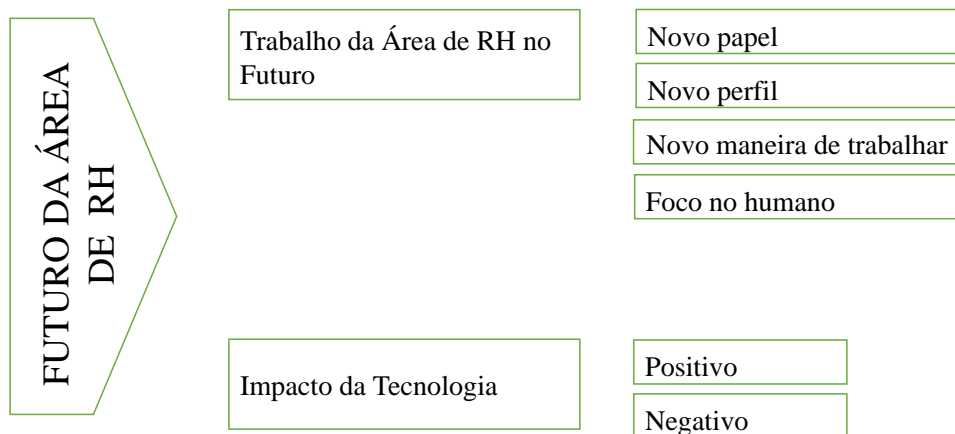 FUTURO DA ÁREA
DE RH
Trabalho da Área de RH no
Futuro
Novo papel
Novo perfil
Novo maneira de trabalhar
Foco no humano
Impacto da Tecnologia
Positivo
Negativo